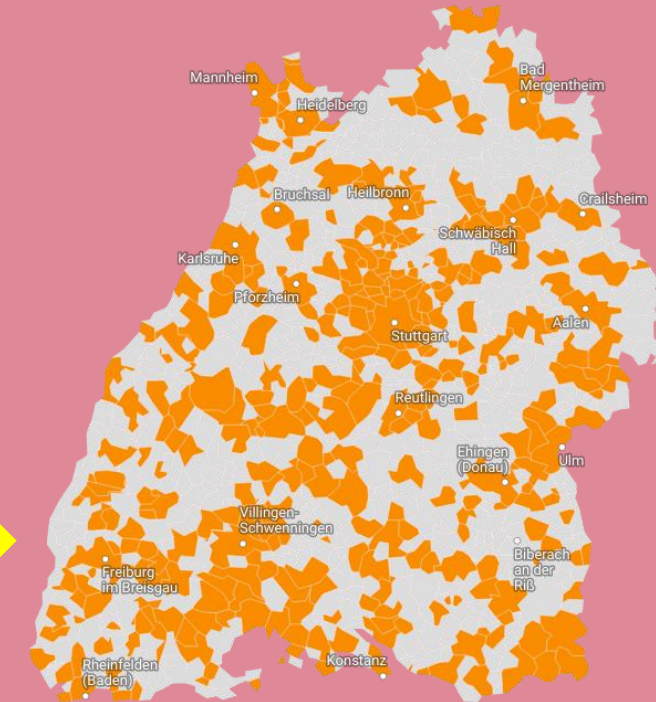 Mannheim
Bad
Mergentheim
Heidelberg
Bruchsal
Heilbronn
Crailsheim
Schwäbisch
Hall
Karlsruhe
Pforzheim
Aalen
Stuttgart
Reutlingen
Ehingen
(Donau)
Ulm
Villingen-
Schwenningen
Biberach
an der
Riß
Freiburg
im Breisgau
Konstanz
Rheinfelden
(Baden)